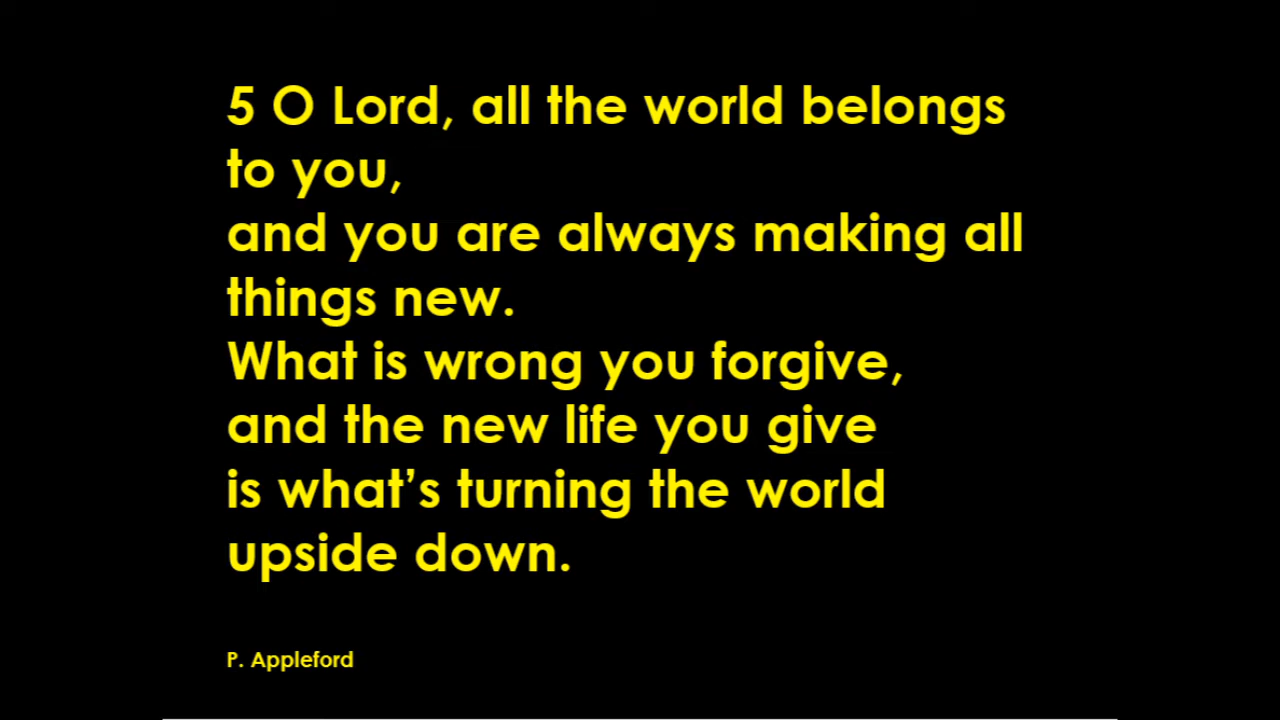 5 O Lord, all the world belongs
to you,
and you are always making all
things new.
What is wrong you forgive,
and the new life you give
is what’s turning the world
upside down.
P. Appleford